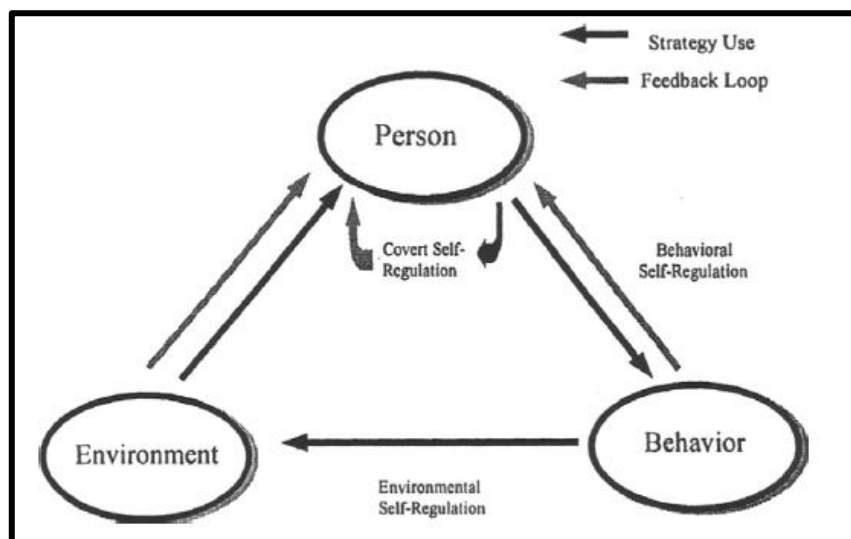 Strategy Use
Feedback Loop
Person
Covert Self-
Regulation
Behavioral
Self-Regulation
Environment
Behavior
Environmental
Self-Regulation